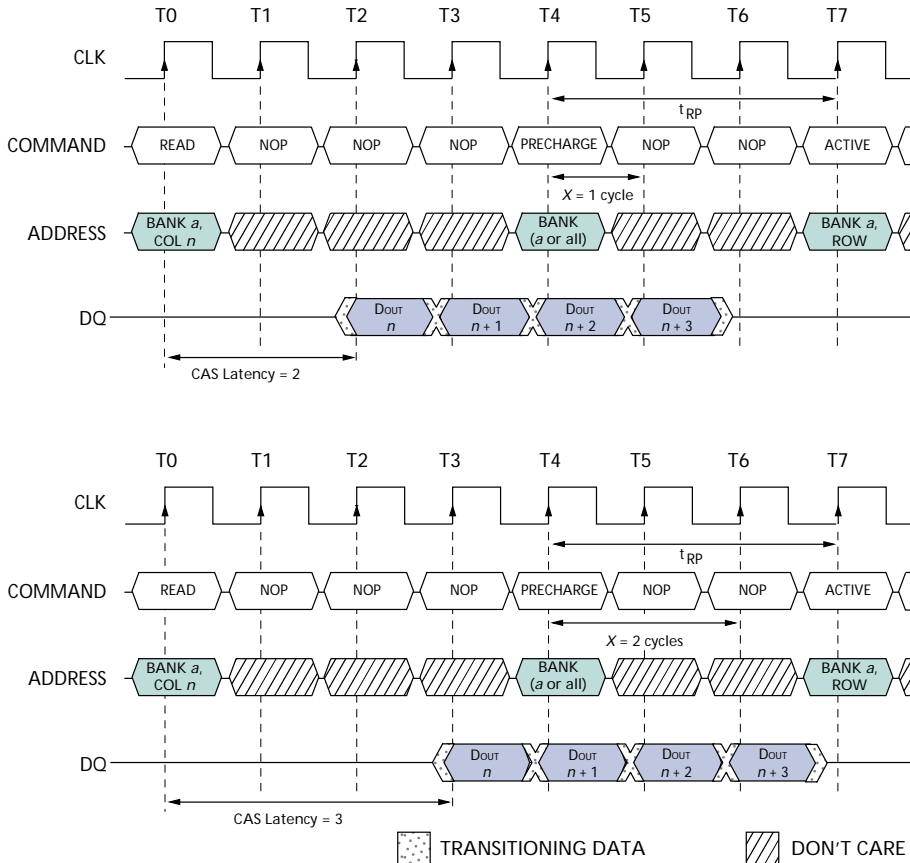 T0 T1 T2 T3 T4 T5 T6 T7
CLK
tRP
COMMAND READ NOP NOP NOP PRECHARGE NOP NOP ACTIVE
X = 1 cycle
ADDRESS BANK a, COL n BANK (a or all) BANK a, ROW
DQ DOUT n DOUT n + 1 DOUT n + 2 DOUT n + 3
CAS Latency = 2
T0 T1 T2 T3 T4 T5 T6 T7
CLK
tRP
COMMAND READ NOP NOP NOP PRECHARGE NOP NOP ACTIVE
X = 2 cycles
ADDRESS BANK a, COL n BANK (a or all) BANK a, ROW
DQ DOUT n DOUT n + 1 DOUT n + 2 DOUT n + 3
CAS Latency = 3
TRANSITIONING DATA DON'T CARE